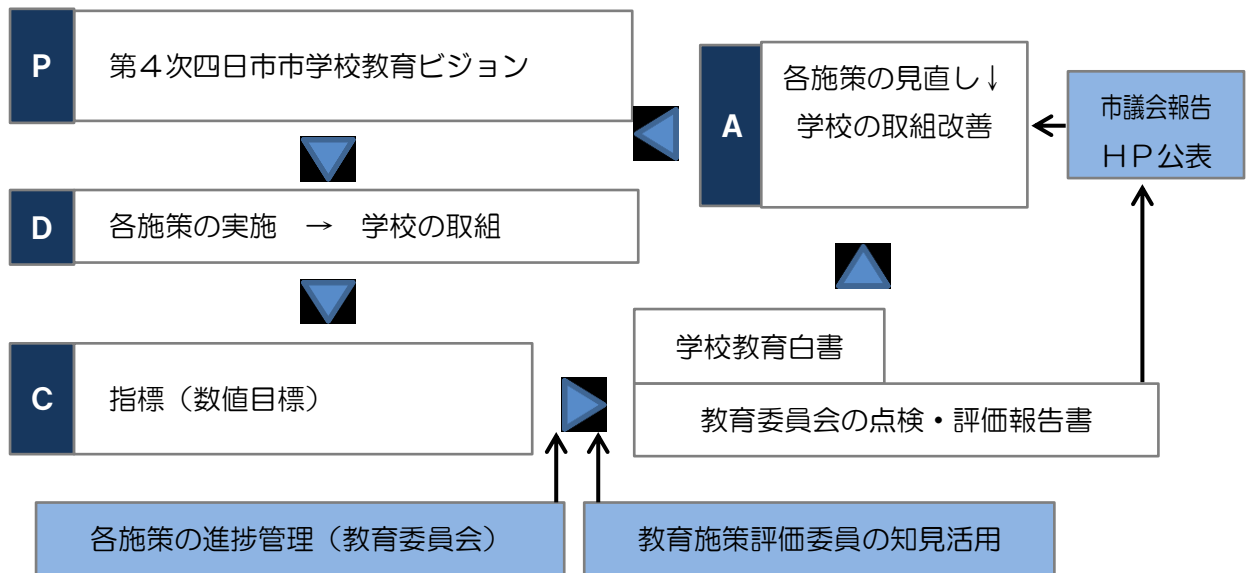 P
第４次四日市市学校教育ビジョン
D
各施策の実施　→　学校の取組
C
指標（数値目標）
各施策の進捗管理（教育委員会）
教育施策評価委員の知見活用
学校教育白書
教育委員会の点検・評価報告書
A
各施策の見直し↓
学校の取組改善
市議会報告
ＨＰ公表